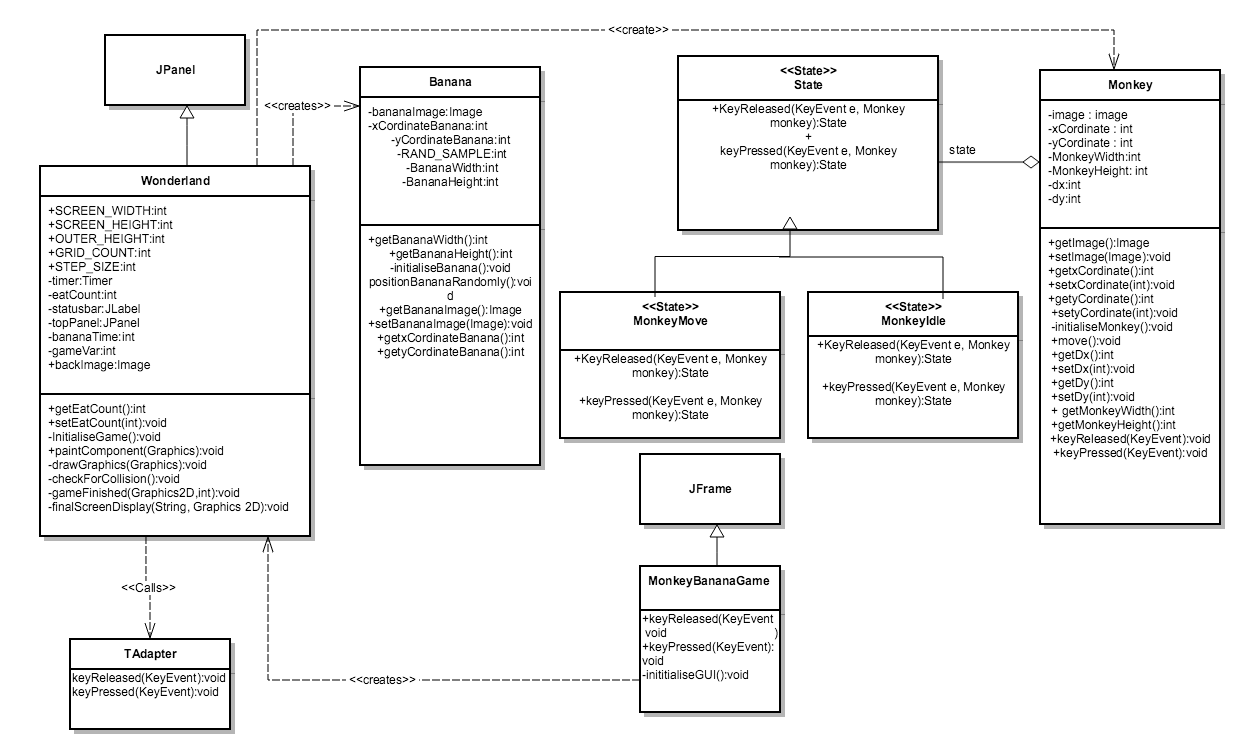 <<create>>
JPanel
<<creates>>
Banana
-bananaImage:Image
-xCordinateBanana:int
-yCordinateBanana:int
-RAND_SAMPLE:int
-BananaWidth:int
-BananaHeight:int
+getBananaWidth():int
+getBananaHeight():int
-initialiseBanana():void
positionBananaRandomly():voi
d
+getBananaImage():Image
+setBananaImage(Image):void
+getxCordinateBanana():int
+getyCordinateBanana():int
<<State>>
State
+KeyReleased(KeyEvent e, Monkey
monkey):State
+
keyPressed(KeyEvent e, Monkey
monkey):State
state
Monkey
-image : image
-xCordinate : int
-yCordinate : int
-MonkeyWidth:int
-MonkeyHeight: int
-dx:int
-dy:int
+getImage():Image
+setImage(Image):void
+getxCordinate():int
+setxCordinate(int):void
+getyCordinate():int
+setyCordinate(int):void
-initialiseMonkey():void
+move():void
+getDx():int
+setDx(int):void
+getDy():int
+setDy(int):void
+ getMonkeyWidth():int
+getMonkeyHeight():int
+keyReleased(KeyEvent):void
+keyPressed(KeyEvent):void
Wonderland
+SCREEN_WIDTH:int
+SCREEN_HEIGHT:int
+OUTER_HEIGHT:int
+GRID_COUNT:int
+STEP_SIZE:int
-timer:Timer
-eatCount:int
-statusbar:JLabel
-topPanel:JPanel
-bananaTime:int
-gameVar:int
+backImage:Image
+getEatCount():int
+setEatCount(int):void
-InitialiseGame():void
+paintComponent(Graphics):void
-drawGraphics(Graphics):void
-checkForCollision():void
-gameFinished(Graphics2D,int):void
-finalScreenDisplay(String, Graphics 2D):void
<<State>>
MonkeyMove
+KeyReleased(KeyEvent e, Monkey
monkey):State
+keyPressed(KeyEvent e, Monkey
monkey):State
<<State>>
MonkeyIdle
+KeyReleased(KeyEvent e, Monkey
monkey):State
+keyPressed(KeyEvent e, Monkey
monkey):State
JFrame
MonkeyBananaGame
+keyReleased(KeyEvent
void )
+keyPressed(KeyEvent):
void
-inititialiseGUI():void
<<Calls>>
TAdapter
keyReleased(KeyEvent):void
keyPressed(KeyEvent):void
<<creates>>